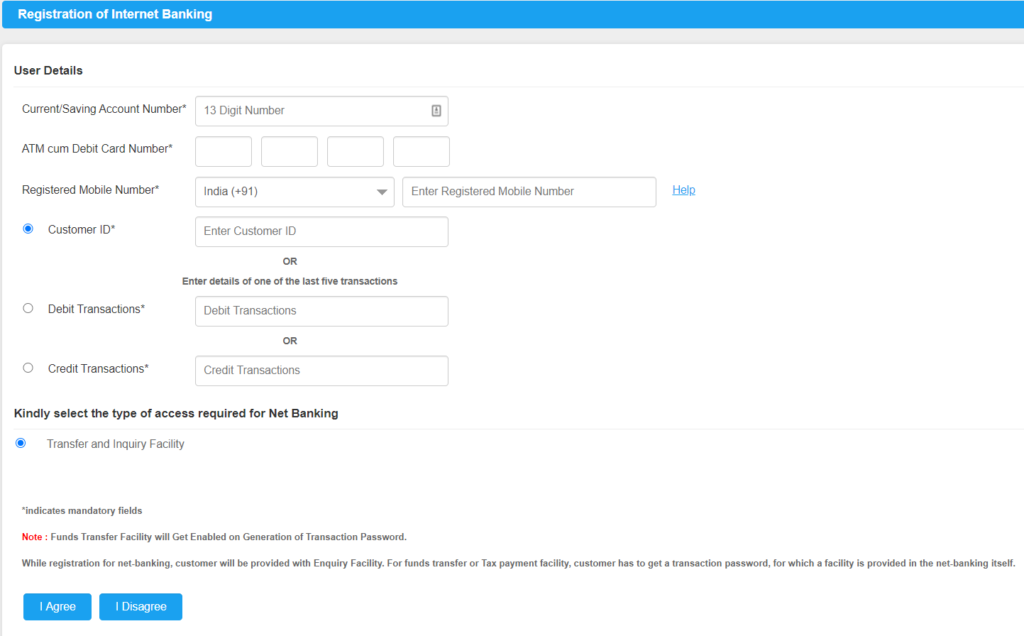 Registration of Internet Banking
User Details
Current/Saving Account Number* 13 Digit Number
ATM cum Debit Card Number*
Registered Mobile Number* India (+91) Enter Registered Mobile Number Help
Customer ID* Enter Customer ID
OR
Enter details of one of the last five transactions
Debit Transactions* Debit Transactions
OR
Credit Transactions* Credit Transactions
Kindly select the type of access required for Net Banking
Transfer and Inquiry Facility
*indicates mandatory fields
Note : Funds Transfer Facility will Get Enabled on Generation of Transaction Password.
While registration for net-banking, customer will be provided with Enquiry Facility. For funds transfer or Tax payment facility, customer has to get a transaction password, for which a facility is provided in the net-banking itself.
I Agree I Disagree